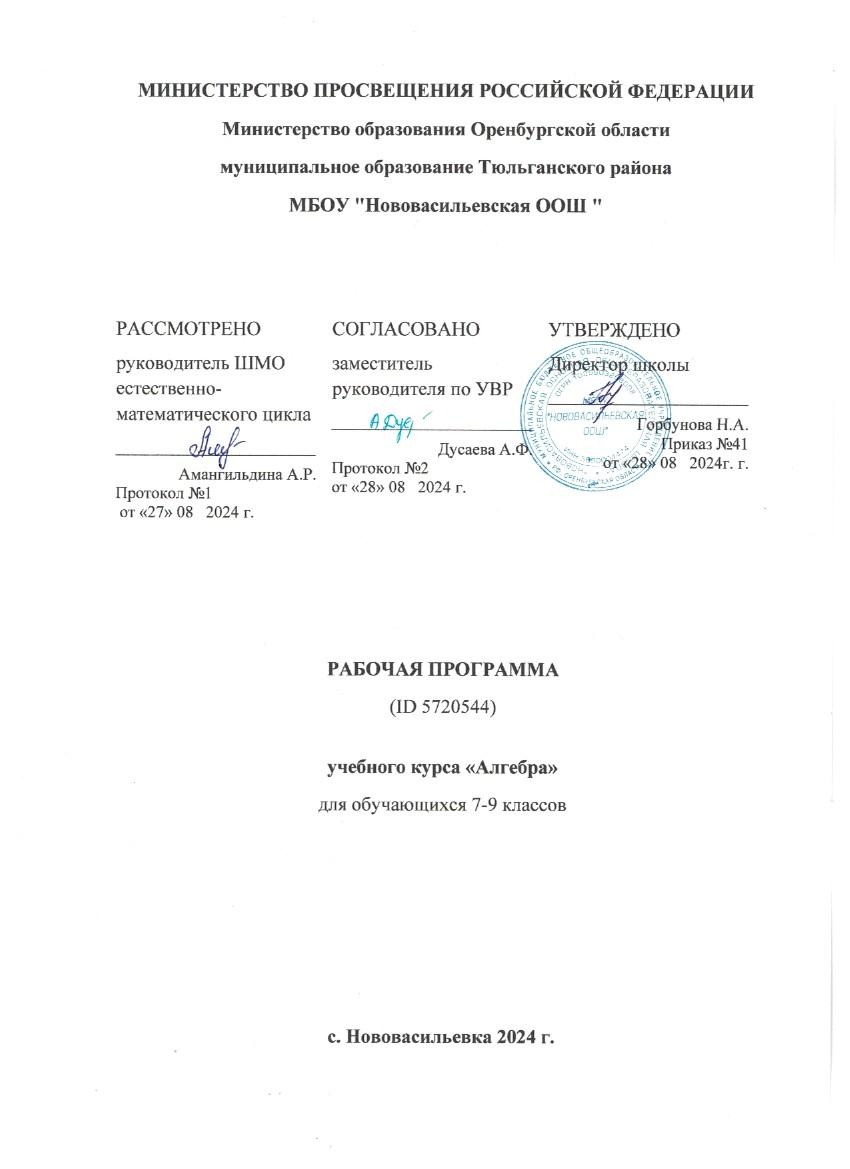 МИНИСТЕРСТВО ПРОСВЕЩЕНИЯ РОССИЙСКОЙ ФЕДЕРАЦИИ
Министерство образования Оренбургской области
муниципальное образование Тюльганского района
МБОУ "Нововасильевская ООШ "
РАССМОТРЕНО
руководитель ШМО
естественно-
математического цикла
Амангильдина А.Р.
Протокол №1
от «27» 08 2024 г.
СОГЛАСОВАНО
заместитель
руководителя по УВР
Дусаева А.Ф.
Протокол №2
от «28» 08 2024 г.
УТВЕРЖДЕНО
Директор школы
Горбунова Н.А.
Приказ №41
от «28» 08 2024г. г.
"НОВОВАСИЛЬЕВСКАЯ
ООШ"
РАБОЧАЯ ПРОГРАММА
(ID 5720544)
учебного курса «Алгебра»
для обучающихся 7-9 классов
с. Нововасильевка 2024 г.